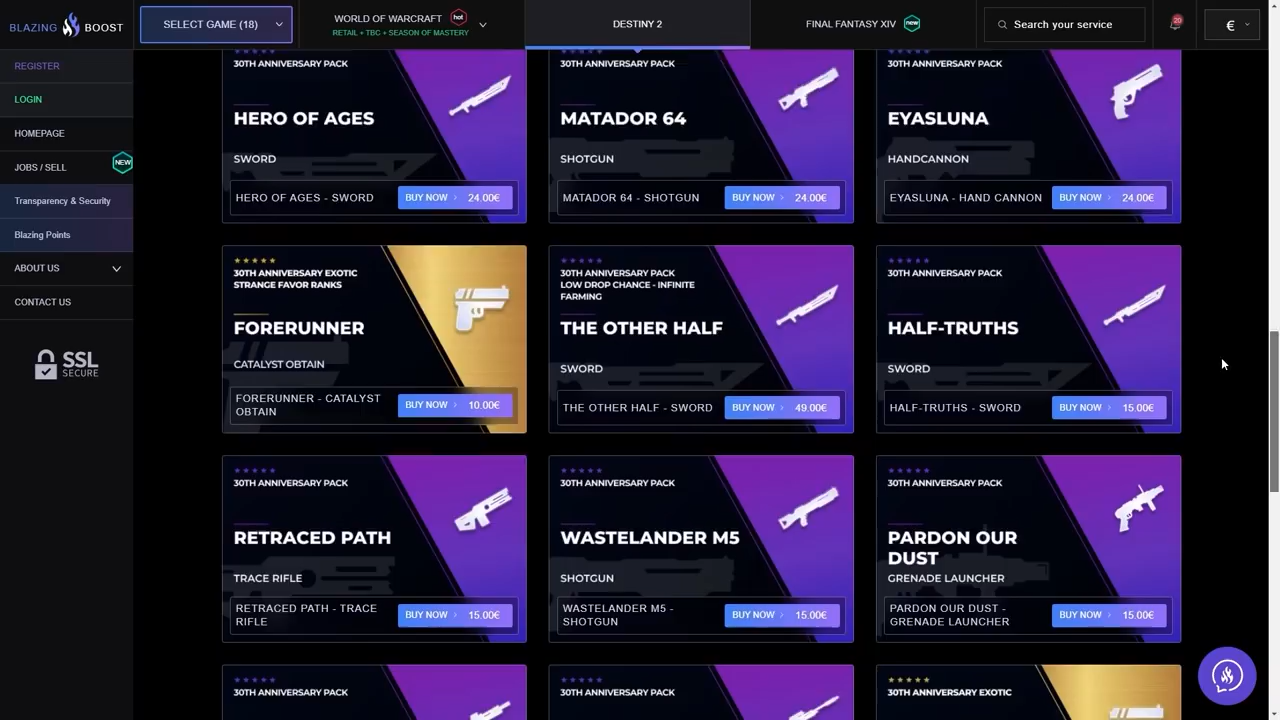 BLAZING BOOST
SELECT GAME (18)
WORLD OF WARCRAFT hot
RETAIL + TBC + SEASON OF MASTERY
DESTINY 2
FINAL FANTASY XIV new
Search your service
20
€
REGISTER
LOGIN
HOMEPAGE
JOBS / SELL NEW
Transparency & Security
Blazing Points
ABOUT US
CONTACT US
SSL
SECURE
30TH ANNIVERSARY PACK
HERO OF AGES
SWORD
HERO OF AGES - SWORD
BUY NOW 24.00€
30TH ANNIVERSARY PACK
MATADOR 64
SHOTGUN
MATADOR 64 - SHOTGUN
BUY NOW 24.00€
30TH ANNIVERSARY PACK
EYASLUNA
HANDCANNON
EYASLUNA - HAND CANNON
BUY NOW 24.00€
30TH ANNIVERSARY EXOTIC
STRANGE FAVOR RANKS
FORERUNNER
CATALYST OBTAIN
FORERUNNER - CATALYST
OBTAIN
BUY NOW 10.00€
30TH ANNIVERSARY PACK
LOW DROP CHANCE - INFINITE
FARMING
THE OTHER HALF
SWORD
THE OTHER HALF - SWORD
BUY NOW 49.00€
30TH ANNIVERSARY PACK
HALF-TRUTHS
SWORD
HALF-TRUTHS - SWORD
BUY NOW 15.00€
30TH ANNIVERSARY PACK
RETRACED PATH
TRACE RIFLE
RETRACED PATH - TRACE
RIFLE
BUY NOW 15.00€
30TH ANNIVERSARY PACK
WASTELANDER M5
SHOTGUN
WASTELANDER M5 -
SHOTGUN
BUY NOW 15.00€
30TH ANNIVERSARY PACK
PARDON OUR
DUST
GRENADE LAUNCHER
PARDON OUR DUST -
GRENADE LAUNCHER
BUY NOW 15.00€
30TH ANNIVERSARY PACK
30TH ANNIVERSARY PACK
30TH ANNIVERSARY EXOTIC